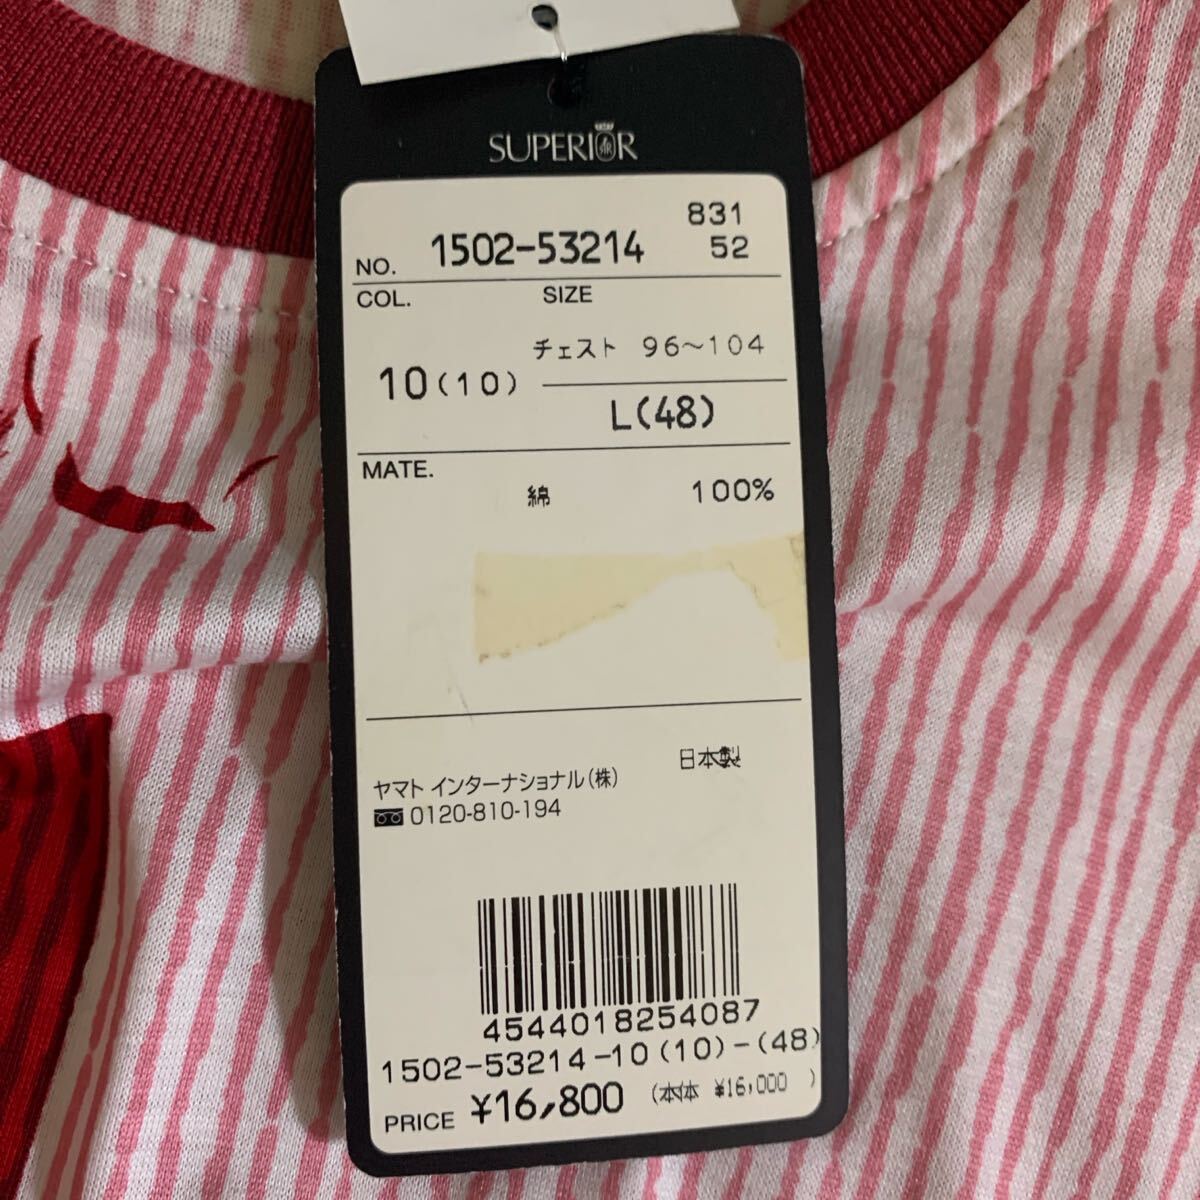 SUPERIOR
831
NO. 1502-53214 52
COL. SIZE
チェスト 96~104
10(10)
L(48)
MATE.
綿 100%
日本製
ヤマト インターナショナル(株)
0120-810-194
4544018254087
1502-53214-10(10)-(48)
PRICE ¥16,800 (本体 ¥16,000 )